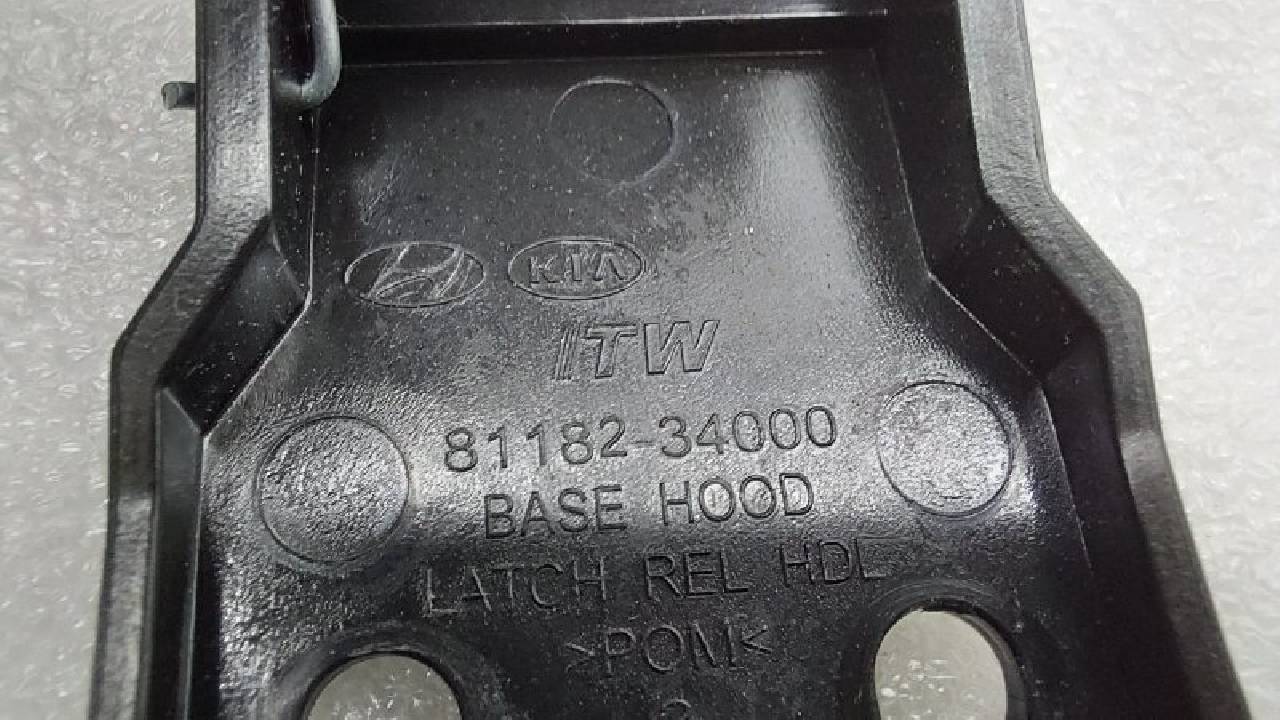 KIA
ITW
81182-34000
BASE HOOD
LATCH REL HDL
>POM<